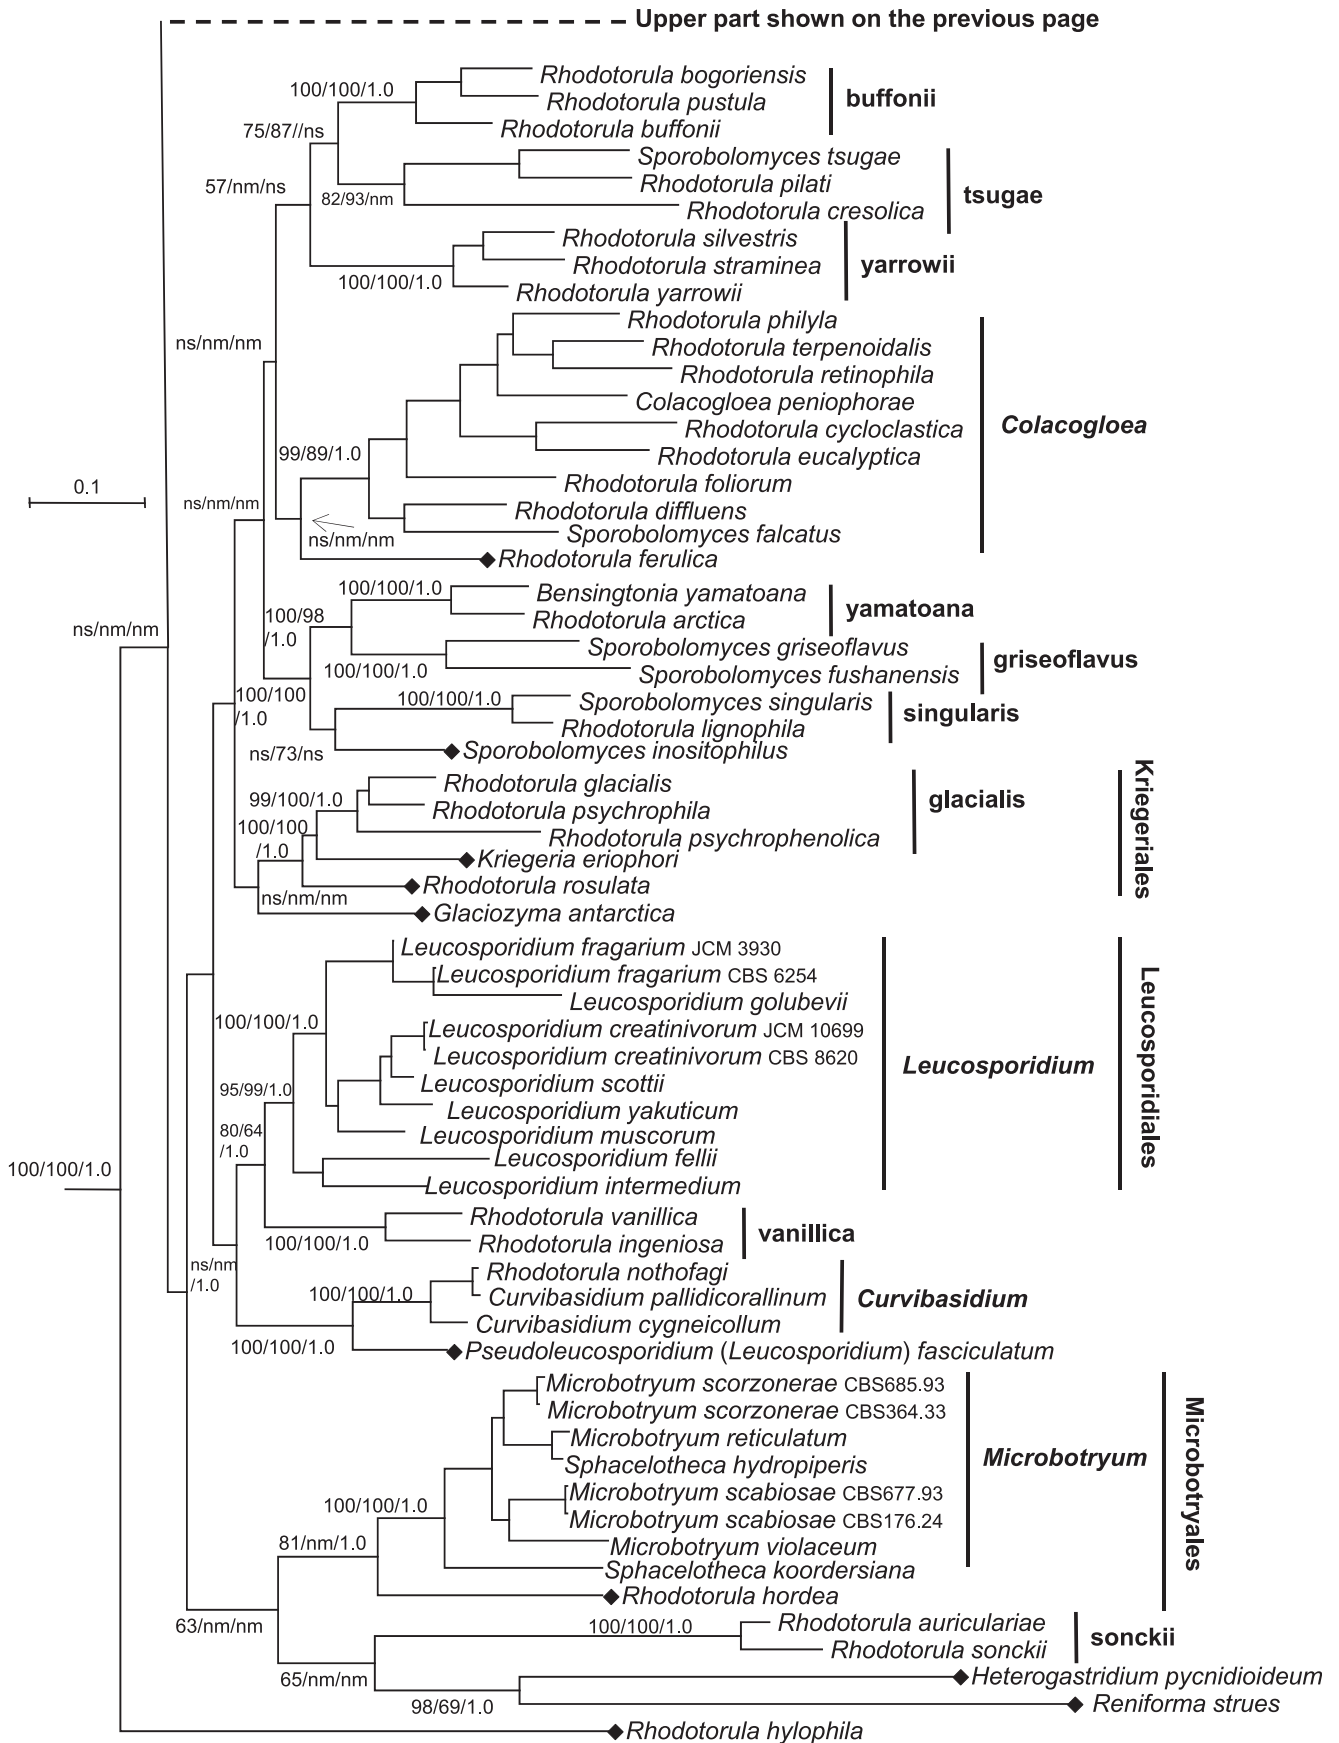 Upper part shown on the previous page
Rhodotorula bogoriensis
100/100/1.0
Rhodotorula pustula
buffonii
Rhodotorula buffonii
75/87//ns
Sporobolomyces tsugae
57/nm/ns
Rhodotorula pilati
82/93/nm
tsugae
Rhodotorula cresolica
Rhodotorula silvestris
Rhodotorula straminea
yarrowii
100/100/1.0
Rhodotorula yarrowii
Rhodotorula philyla
ns/nm/nm
Rhodotorula terpenoidalis
Rhodotorula retinophila
Colacogloea peniophorae
Colacogloea
Rhodotorula cycloclastica
99/89/1.0
Rhodotorula eucalyptica
Rhodotorula foliorum
0.1
ns/nm/nm
Rhodotorula diffluens
Sporobolomyces falcatus
ns/nm/nm
Rhodotorula ferulica
100/100/1.0
Bensingtonia yamatoana
yamatoana
100/98
/1.0
Rhodotorula arctica
ns/nm/nm
Sporobolomyces griseoflavus
griseoflavus
100/100/1.0
Sporobolomyces fushanensis
100/100
/1.0
100/100/1.0
Sporobolomyces singularis
singularis
Rhodotorula lignophila
ns/73/ns
Sporobolomyces inositophilus
Rhodotorula glacialis
99/100/1.0
Rhodotorula psychrophila
glacialis
Kriegeriales
100/100
/1.0
Rhodotorula psychrophenolica
Kriegeria eriophori
Rhodotorula rosulata
ns/nm/nm
Glaciozyma antarctica
Leucosporidium fragarium JCM 3930
Leucosporidium fragarium CBS 6254
Leucosporidium golubevii
100/100/1.0
Leucosporidium creatinivorum JCM 10699
Leucosporidium creatinivorum CBS 8620
Leucosporidium
Leucosporidiales
Leucosporidium scottii
95/99/1.0
Leucosporidium yakuticum
80/64
/1.0
Leucosporidium muscorum
Leucosporidium fellii
100/100/1.0
Leucosporidium intermedium
Rhodotorula vanillica
vanillica
100/100/1.0
Rhodotorula ingeniosa
ns/nm
/1.0
Rhodotorula nothofagi
100/100/1.0
Curvibasidium pallidicorallinum
Curvibasidium
Curvibasidium cygneicollum
100/100/1.0
Pseudoleucosporidium (Leucosporidium) fasciculatum
Microbotryum scorzonerae CBS685.93
Microbotryum scorzonerae CBS364.33
Microbotryum reticulatum
Microbotryum
Microbotryales
Sphacelotheca hydropiperis
Microbotryum scabiosae CBS677.93
100/100/1.0
Microbotryum scabiosae CBS176.24
81/nm/1.0
Microbotryum violaceum
Sphacelotheca koordersiana
Rhodotorula hordea
63/nm/nm
100/100/1.0
Rhodotorula auriculariae
sonckii
Rhodotorula sonckii
65/nm/nm
Heterogastridium pycnidioideum
98/69/1.0
Reniforma strues
Rhodotorula hylophila